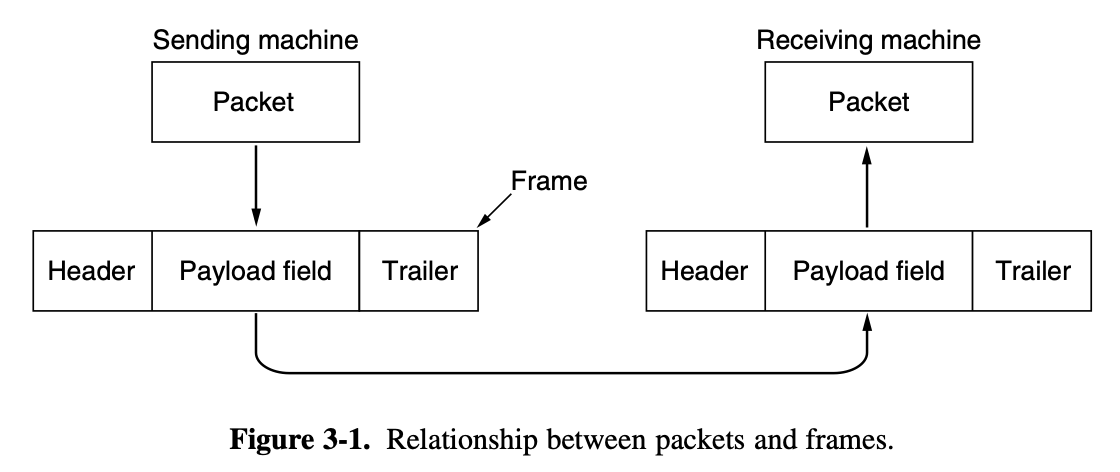 Sending machine
Receiving machine
Packet
Packet
Frame
Header
Payload field
Trailer
Header
Payload field
Trailer
Figure 3-1. Relationship between packets and frames.